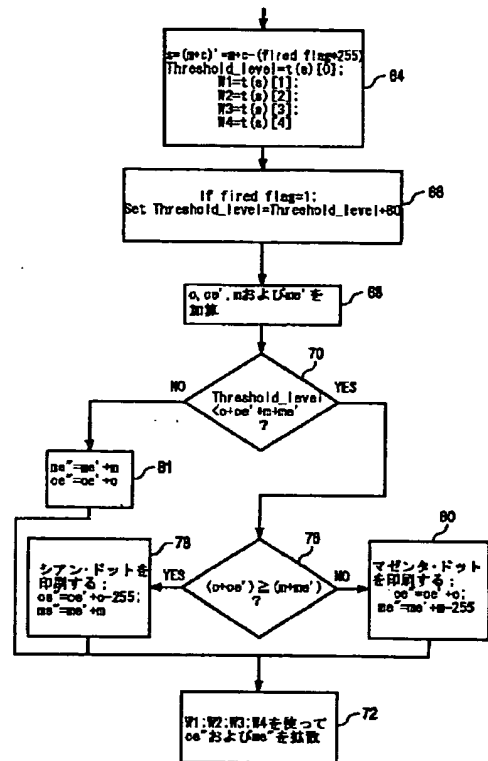 s=(m+c)'=m+c-(fired flag*255)
Threshold_level=t(s)[0];
W1=t(s)[1];
W2=t(s)[2];
W3=t(s)[3];
W4=t(s)[4]
64
If fired flag=1;
Set Threshold_level=Threshold_level+60
66
c,ce',mおよびme'を
加算
68
70
NO
YES
Threshold_level
<c+ce'+m+me'
?
me"=me'+m
ce"=ce'+c
81
78
シアン・ドットを
印刷する;
ce"=ce'+c-255;
me"=me'+m
YES
76
(c+ce')≥(m+me')
?
NO
80
マゼンタ・ドット
を印刷する;
ce"=ce'+c;
me"=me'+m-255
W1;W2;W3;W4を使って
ce"およびme"を拡散
72